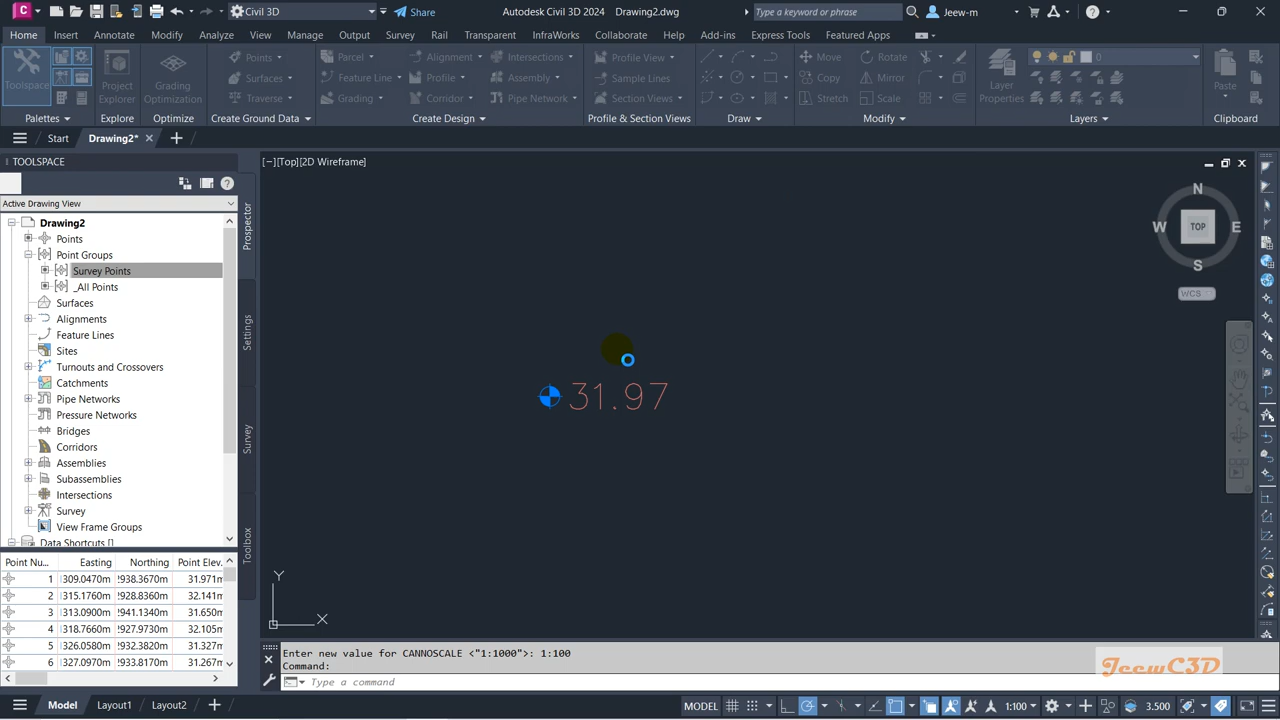 Civil 3D
Share
Autodesk Civil 3D 2024 Drawing2.dwg
Type a keyword or phrase
Jeew-m
Home Insert Annotate Modify Analyze View Manage Output Survey Rail Transparent InfraWorks Collaborate Help Add-ins Express Tools Featured Apps
Toolspace
Project Explorer
Grading Optimization
Points
Surfaces
Traverse
Parcel
Feature Line
Grading
Alignment
Profile
Corridor
Intersections
Assembly
Pipe Network
Profile View
Sample Lines
Section Views
Move
Copy
Stretch
Rotate
Mirror
Scale
Layer Properties
0
Paste
Palettes Explore Optimize Create Ground Data Create Design Profile & Section Views Draw Modify Layers Clipboard
Start Drawing2*
TOOLSPACE
[−][Top][2D Wireframe]
Active Drawing View
Drawing2
Points
Point Groups
Survey Points
_All Points
Surfaces
Alignments
Feature Lines
Sites
Turnouts and Crossovers
Catchments
Pipe Networks
Pressure Networks
Bridges
Corridors
Assemblies
Subassemblies
Intersections
Survey
View Frame Groups
Data Shortcuts []
Prospector
Settings
Survey
Toolbox
Point Nu... Easting Northing Point Elev.
1 309.0470m 938.3670m 31.971m
2 315.1760m 928.8360m 32.141m
3 313.0900m 941.1340m 31.650m
4 318.7660m 927.9730m 32.105m
5 326.0580m 932.3820m 31.327m
6 327.0970m 933.8170m 31.267m
31.97
N
W TOP E
S
WCS
Y
X
Enter new value for CANNOSCALE <"1:1000">: 1:100
Command:
Type a command
JeewC3D
Model Layout1 Layout2
MODEL 1:100 3.500